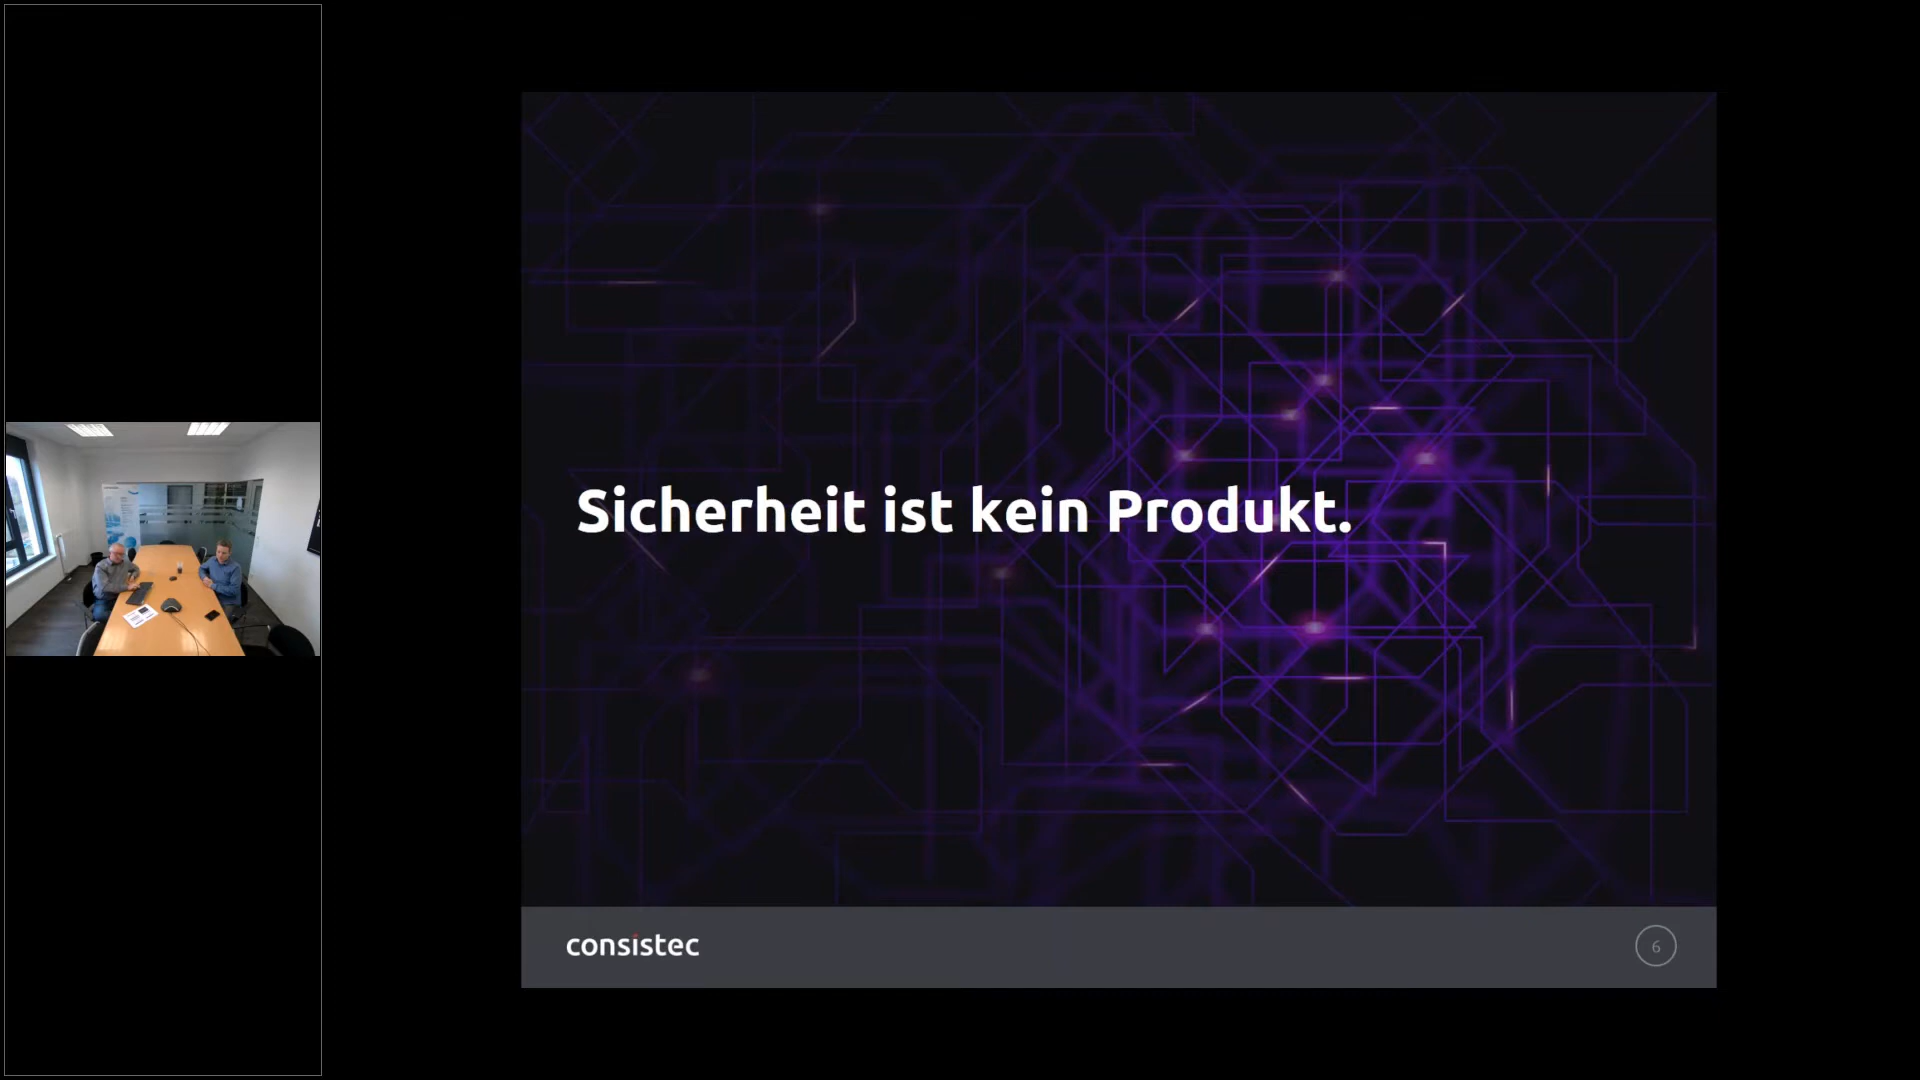 Sicherheit ist kein Produkt.
consistec
6